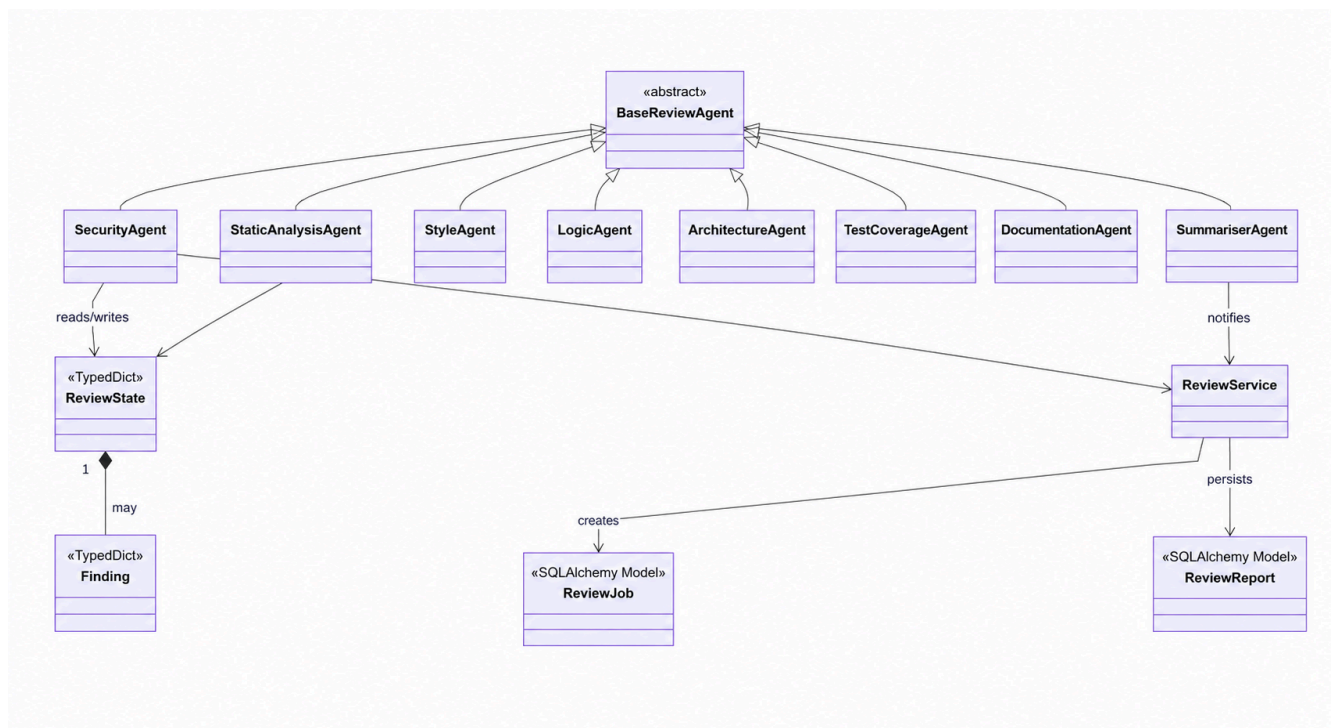 «abstract»
BaseReviewAgent
SecurityAgent
StaticAnalysisAgent
StyleAgent
LogicAgent
ArchitectureAgent
TestCoverageAgent
DocumentationAgent
SummariserAgent
reads/writes
notifies
«TypedDict»
ReviewState
ReviewService
1
may
persists
creates
«TypedDict»
Finding
«SQLAlchemy Model»
ReviewJob
«SQLAlchemy Model»
ReviewReport